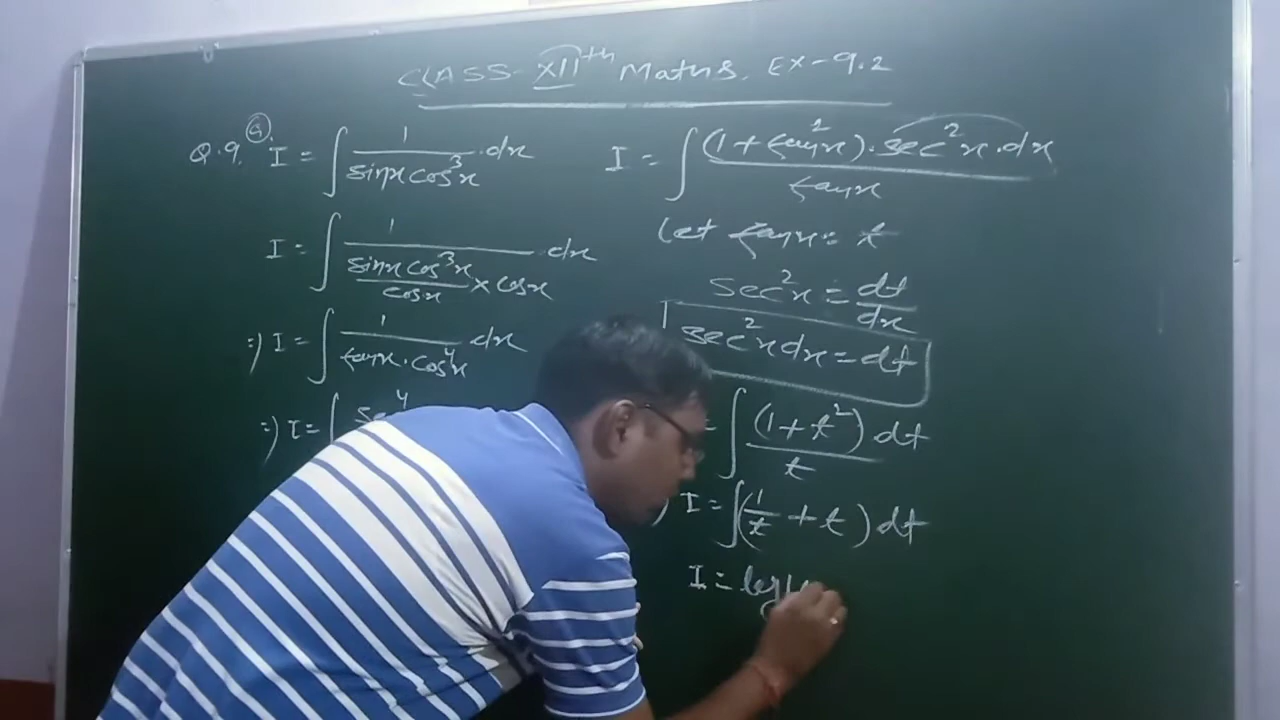 CLASS-XIIth Maths. EX-9.2
Q.9. (a) I = ∫ 1/(sinx cos³x) .dx
I = ∫ 1/((sinx cos³x)/cosx × cosx) dx
⇒) I = ∫ 1/(tanx.cos⁴x) dx
⇒) I = ∫ sec⁴
I = ∫ ((1+tan²x).sec²x.dx)/tanx
Let tanx = t
sec²x = dt/dx
sec²x dx = dt
= ∫ ((1+t²)/t) dt
) I = ∫(1/t + t) dt
I = log